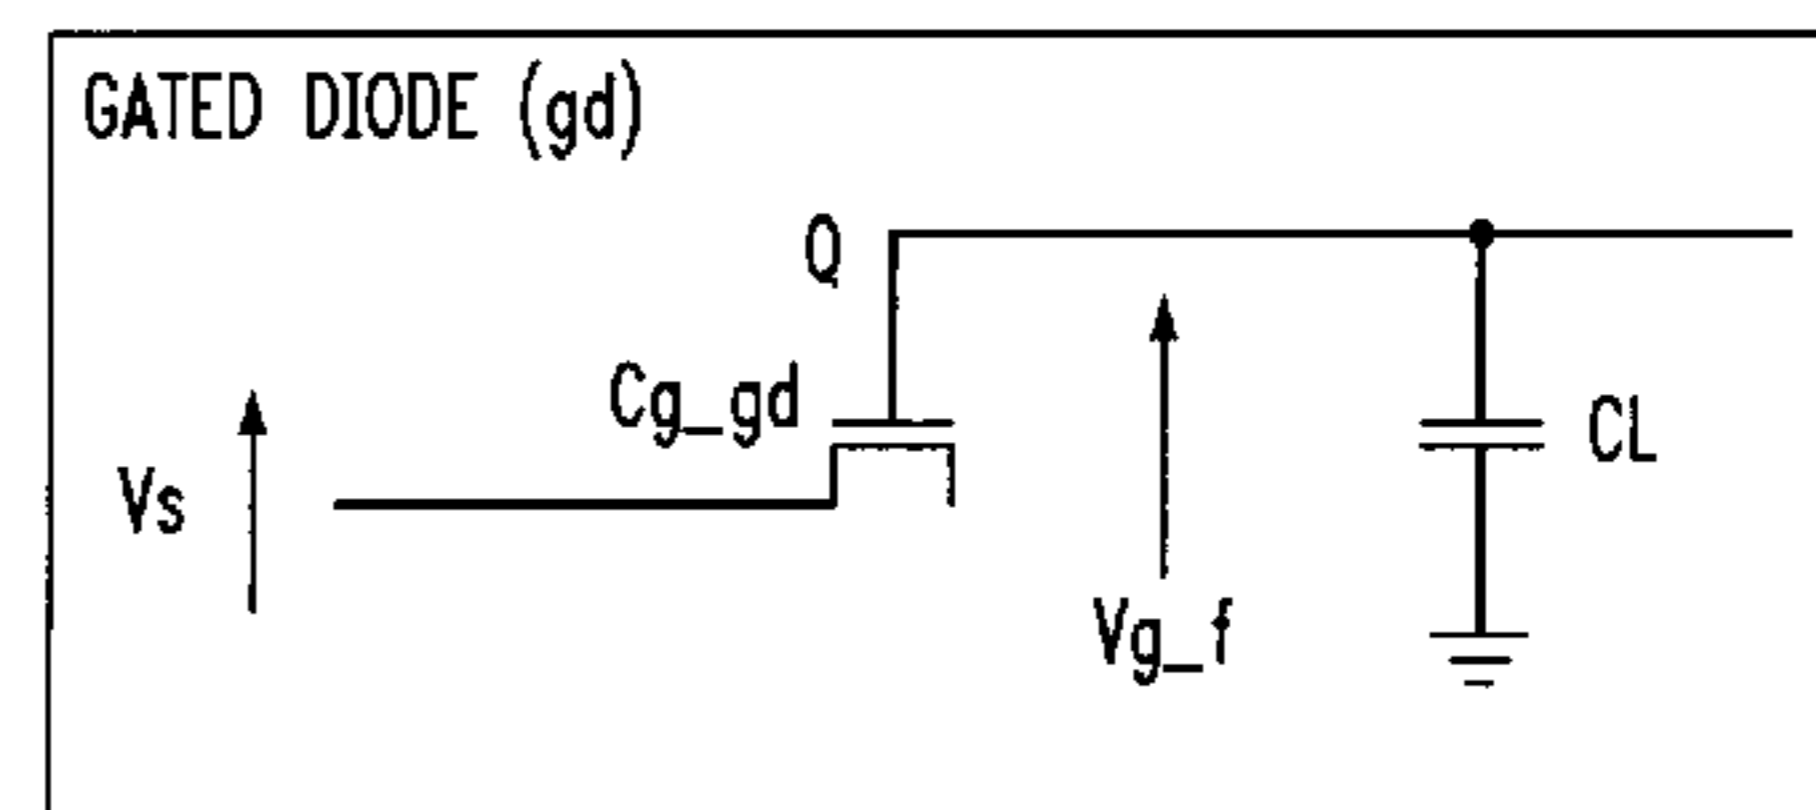 GATED DIODE (gd)
Q
Cg_gd
CL
Vs
Vg_f